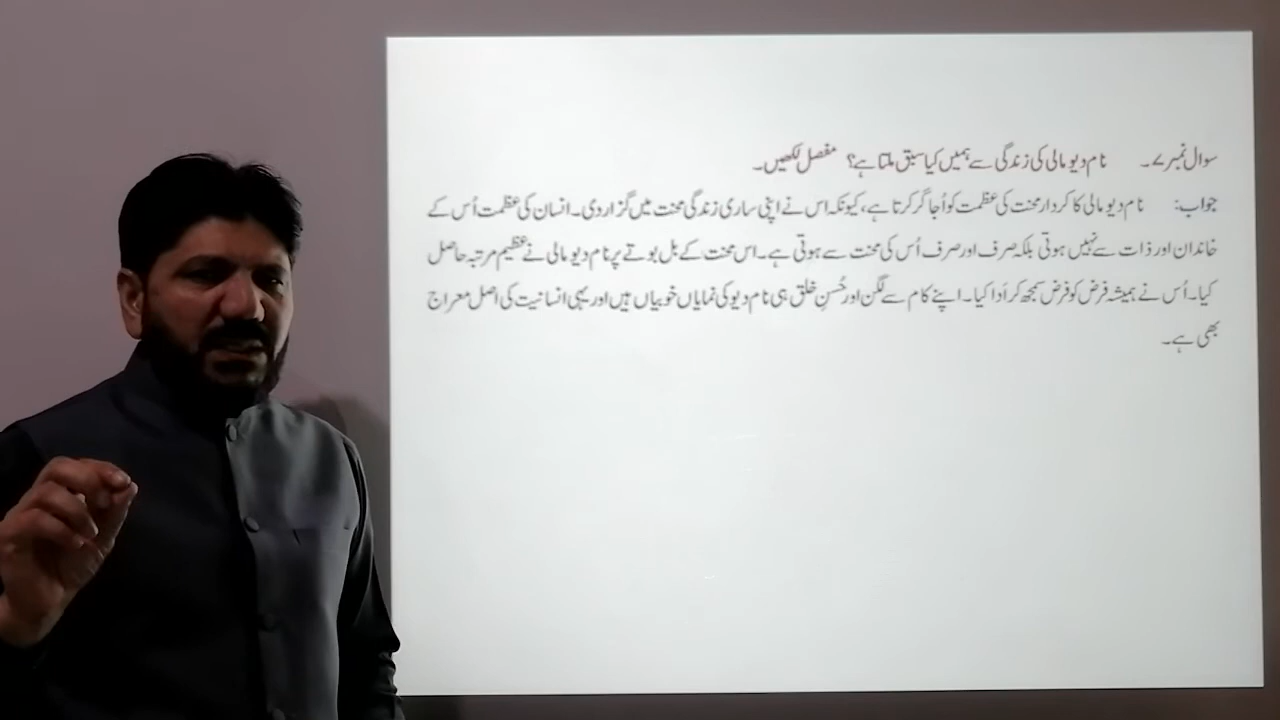 سوال نمبر ۷۔ نام دیو مالی کی زندگی سے ہمیں کیا سبق ملتا ہے؟ مفصل لکھیں۔
جواب: نام دیو مالی کا کردار محنت کی عظمت کو اُجاگر کرتا ہے، کیونکہ اس نے اپنی ساری زندگی محنت میں گزار دی۔ انسان کی عظمت اُس کے
خاندان اور ذات سے نہیں ہوتی بلکہ صرف اور صرف اُس کی محنت سے ہوتی ہے۔ اس محنت کے بل بوتے پر نام دیو مالی نے عظیم مرتبہ حاصل
کیا۔ اُس نے ہمیشہ فرض کو فرض سمجھ کر ادا کیا۔ اپنے کام سے لگن اور حُسنِ خلق ہی نام دیو کی نمایاں خوبیاں ہیں اور یہی انسانیت کی اصل معراج
بھی ہے۔